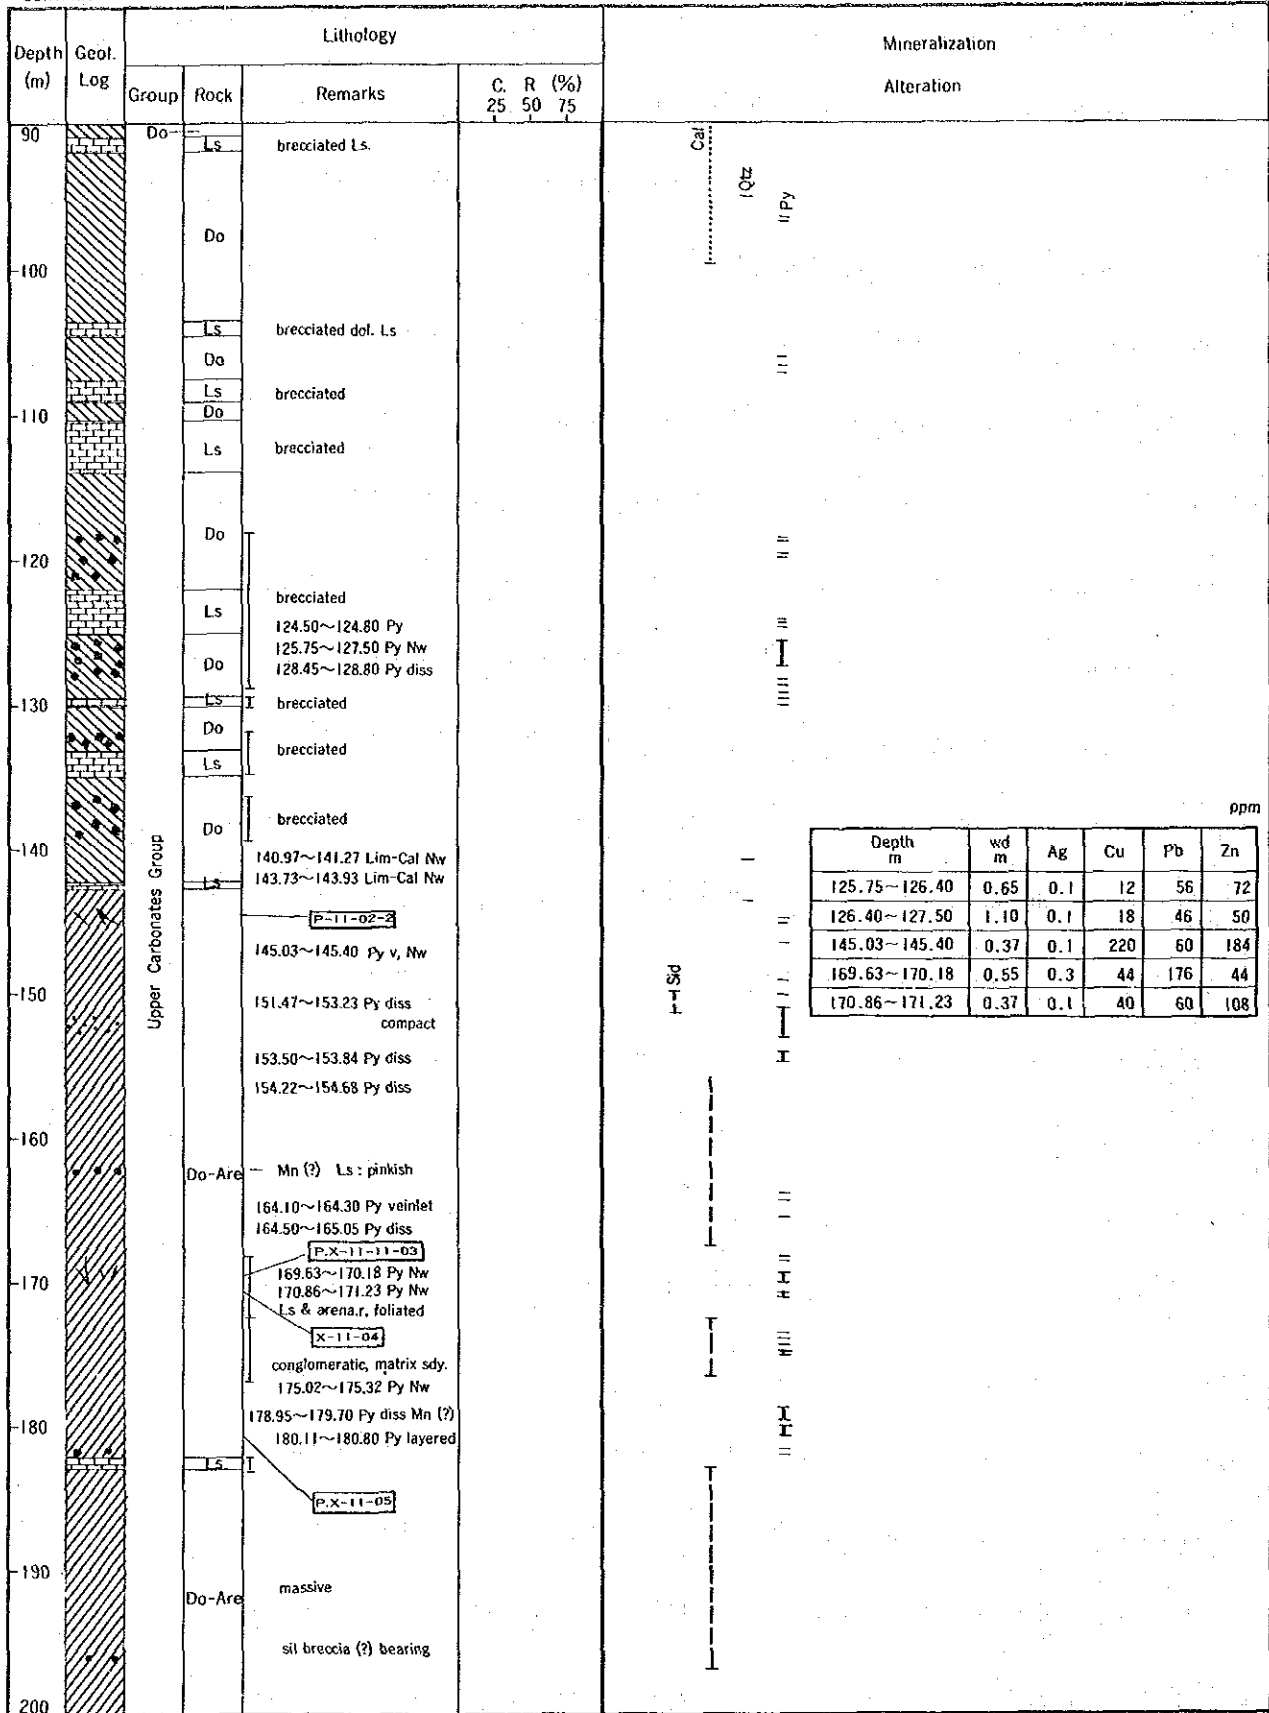 Depth (m)
Geol. Log
Lithology
Group
Rock
Remarks
C. R (%)
25 50 75
Mineralization
Alteration
90
Do
Ls
brecciated Ls.
Cal
Qtz
Py
Do
100
Ls
brecciated dol. Ls
Do
Ls
brecciated
Do
110
Ls
brecciated
Do
120
brecciated
Ls
124.50~124.80 Py
125.75~127.50 Py Nw
Do
128.45~128.80 Py diss
Ls
brecciated
130
Do
brecciated
Ls
brecciated
Do
Upper Carbonates Group
140
140.97~141.27 Lim-Cal Nw
143.73~143.93 Lim-Cal Nw
Ls
P-11-02-2
145.03~145.40 Py v, Nw
Sid
150
151.47~153.23 Py diss
compact
153.50~153.84 Py diss
154.22~154.68 Py diss
160
Do-Are
Mn (?) Ls : pinkish
164.10~164.30 Py veinlet
164.50~165.05 Py diss
P.X-11-11-03
170
169.63~170.18 Py Nw
170.86~171.23 Py Nw
Ls & arena.r, foliated
X-11-04
conglomeratic, matrix sdy.
175.02~175.32 Py Nw
178.95~179.70 Py diss Mn (?)
180
180.11~180.80 Py layered
Ls
P.X-11-05
190
Do-Are
massive
sil breccia (?) bearing
200
ppm
Depth m wd m Ag Cu Pb Zn
125.75~126.40 0.65 0.1 12 56 72
126.40~127.50 1.10 0.1 18 46 50
145.03~145.40 0.37 0.1 220 60 184
169.63~170.18 0.55 0.3 44 176 44
170.86~171.23 0.37 0.1 40 60 108